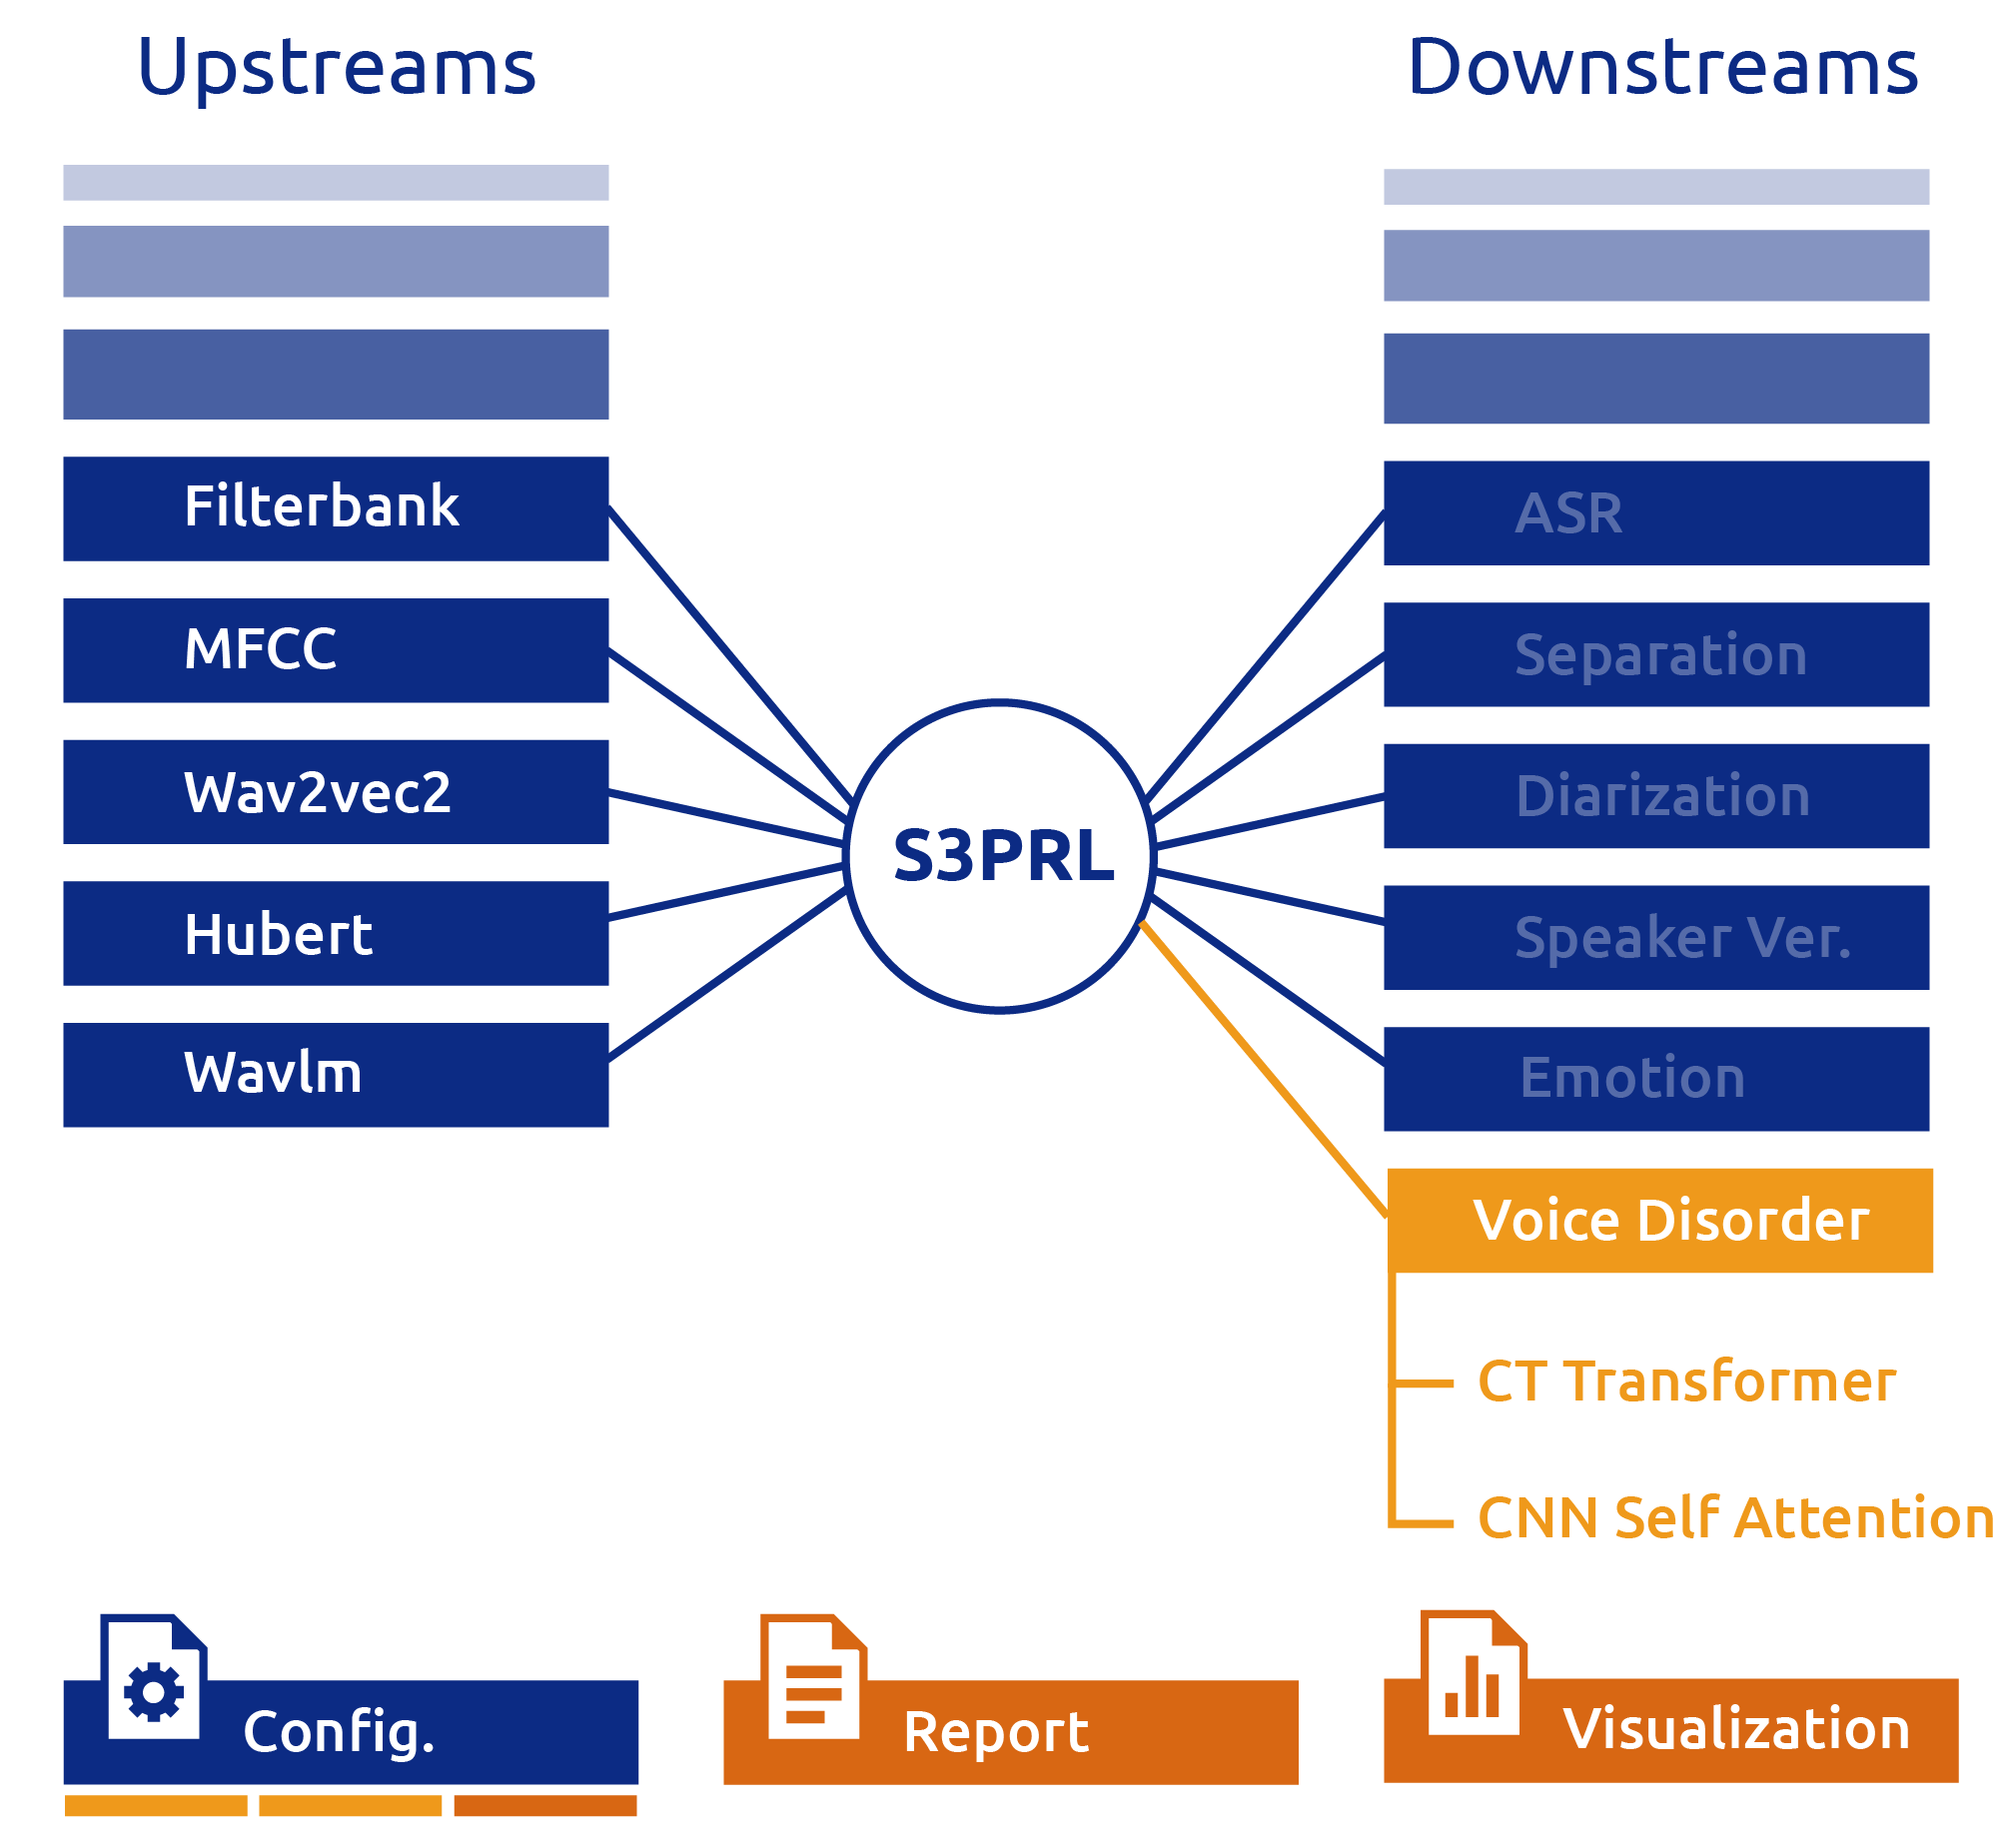 Upstreams
Downstreams
Filterbank
MFCC
Wav2vec2
Hubert
Wavlm
S3PRL
ASR
Separation
Diarization
Speaker Ver.
Emotion
Voice Disorder
CT Transformer
CNN Self Attention
Config.
Report
Visualization